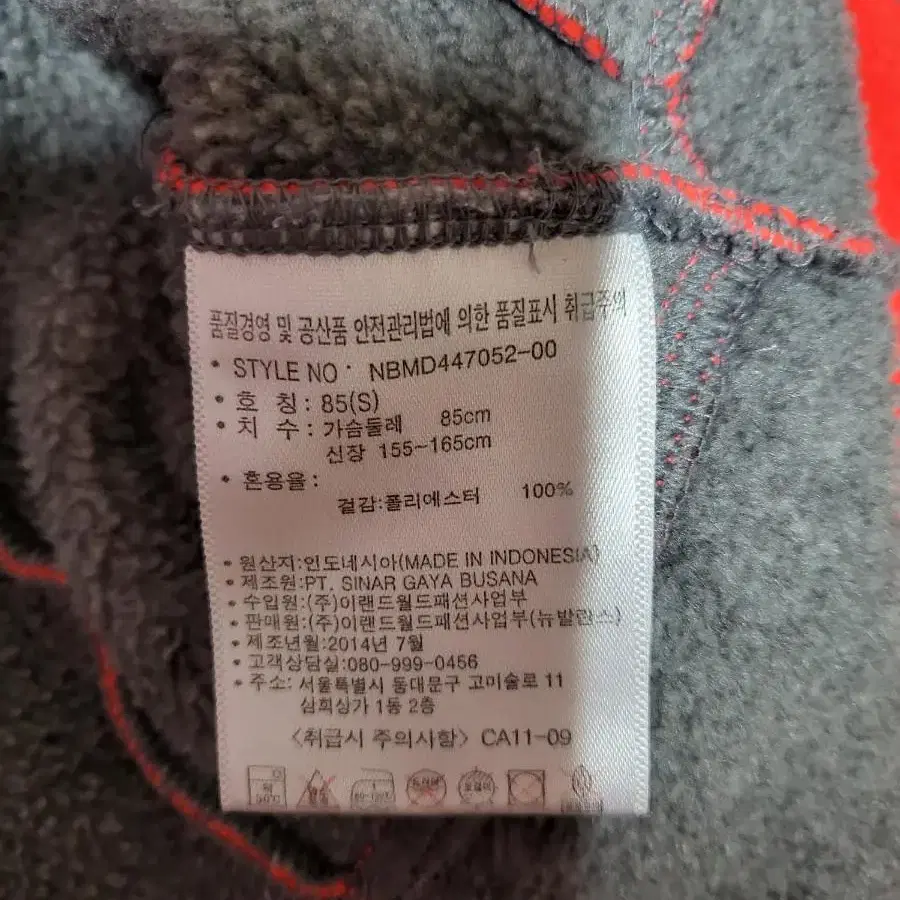 품질경영 및 공산품 안전관리법에 의한 품질표시 취급주의
• STYLE NO · NBMD447052-00
• 호 칭 : 85(S)
• 치 수 : 가슴둘레 85cm
신장 155~165cm
• 혼용율 :
겉감:폴리에스터 100%
• 원산지:인도네시아(MADE IN INDONESIA)
• 제조원:PT. SINAR GAYA BUSANA
• 수입원:(주)이랜드월드패션사업부
• 판매원:(주)이랜드월드패션사업부(뉴발란스)
• 제조년월:2014년 7월
• 고객상담실:080-999-0456
• 주소: 서울특별시 동대문구 고미술로 11
삼희상가 1동 2층
〈취급시 주의사항〉 CA11-09